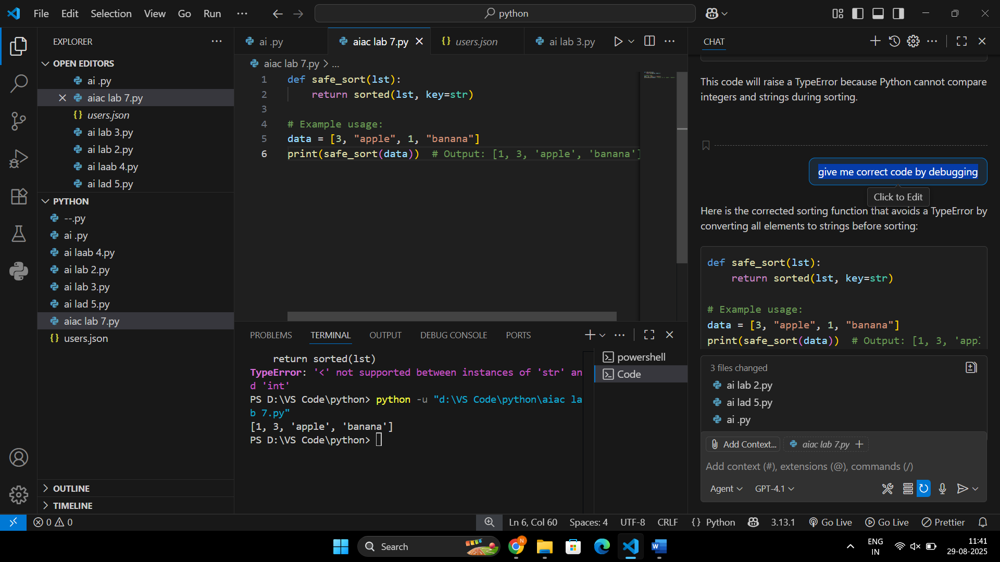 File Edit Selection View Go Run ...
python
EXPLORER
OPEN EDITORS
ai .py
aiac lab 7.py
users.json
ai lab 3.py
ai lab 2.py
ai laab 4.py
ai lad 5.py
PYTHON
--.py
ai .py
ai laab 4.py
ai lab 2.py
ai lab 3.py
ai lad 5.py
aiac lab 7.py
{} users.json
OUTLINE
TIMELINE
ai .py aiac lab 7.py {} users.json ai lab 3.py
aiac lab 7.py > ...
1 def safe_sort(lst):
2     return sorted(lst, key=str)
3
4 # Example usage:
5 data = [3, "apple", 1, "banana"]
6 print(safe_sort(data))  # Output: [1, 3, 'apple', 'banana']
PROBLEMS TERMINAL OUTPUT DEBUG CONSOLE PORTS
    return sorted(lst)
TypeError: '<' not supported between instances of 'str' an
d 'int'
PS D:\VS Code\python> python -u "d:\VS Code\python\aiac la
b 7.py"
[1, 3, 'apple', 'banana']
PS D:\VS Code\python>
powershell
Code
CHAT
This code will raise a TypeError because Python cannot compare
integers and strings during sorting.
give me correct code by debugging
Click to Edit
Here is the corrected sorting function that avoids a TypeError by
converting all elements to strings before sorting:
def safe_sort(lst):
    return sorted(lst, key=str)
# Example usage:
data = [3, "apple", 1, "banana"]
print(safe_sort(data))  # Output: [1, 3, 'appl
3 files changed
ai lab 2.py
ai lad 5.py
ai .py
Add Context... aiac lab 7.py +
Add context (#), extensions (@), commands (/)
Agent GPT-4.1
0 0 Ln 6, Col 60 Spaces: 4 UTF-8 CRLF {} Python 3.13.1 Go Live Go Live Prettier
Search N W ENG 11:41
IN 29-08-2025